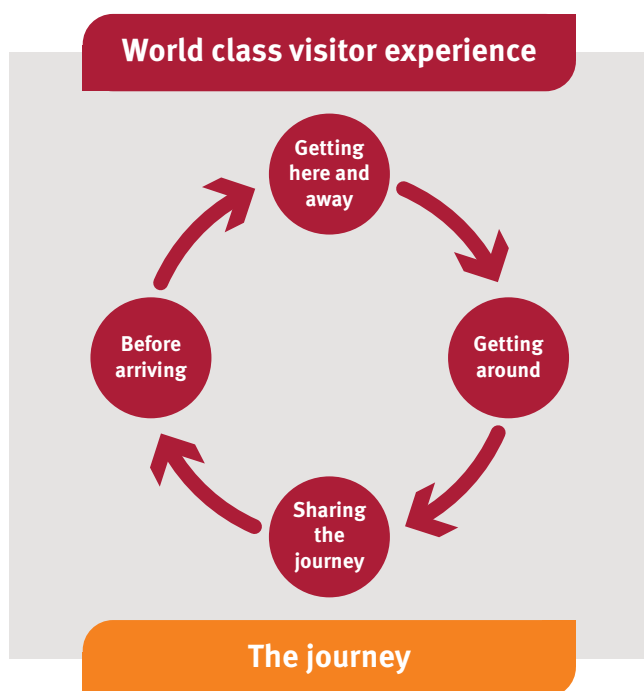 World class visitor experience
Getting
here and
away
Before
arriving
Getting
around
Sharing
the
journey
The journey